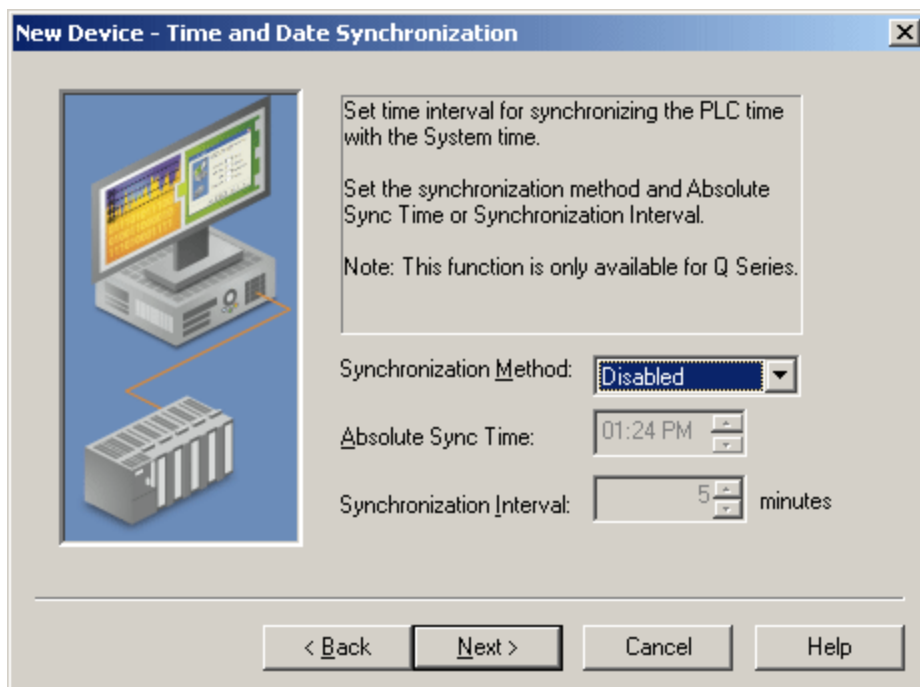 New Device - Time and Date Synchronization
Set time interval for synchronizing the PLC time
with the System time.
Set the synchronization method and Absolute
Sync Time or Synchronization Interval.
Note: This function is only available for Q Series.
Synchronization Method: Disabled
Absolute Sync Time: 01:24 PM
Synchronization Interval: 5 minutes
< Back Next > Cancel Help